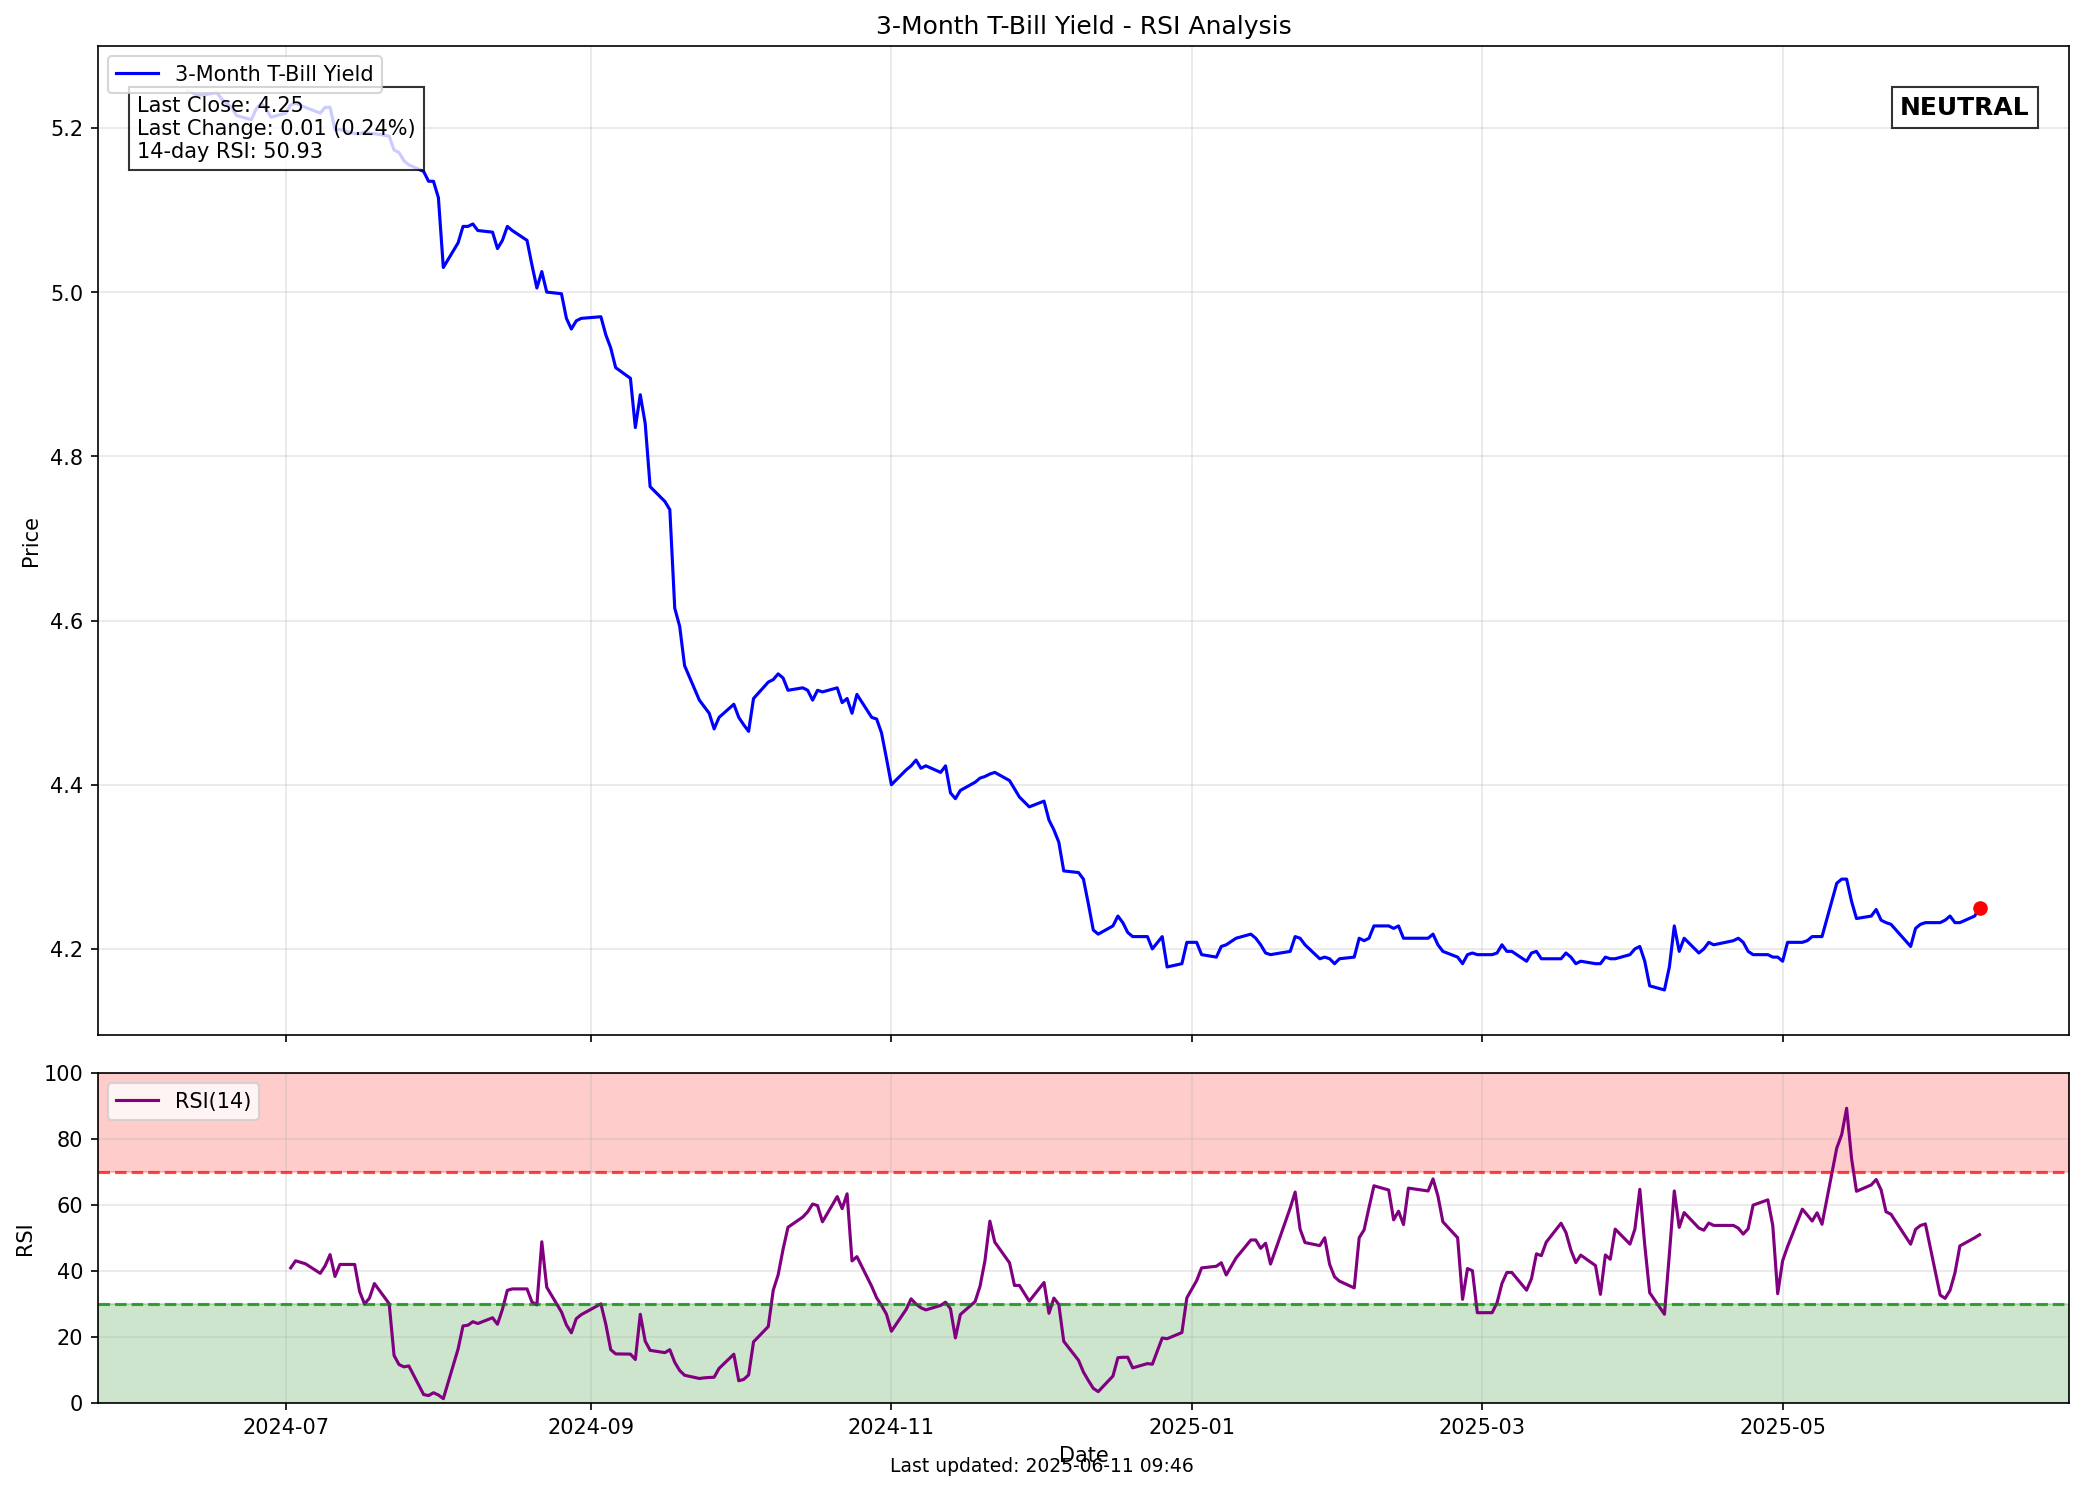 3-Month T-Bill Yield - RSI Analysis
3-Month T-Bill Yield
Last Close: 4.25
Last Change: 0.01 (0.24%)
14-day RSI: 50.93
NEUTRAL
Price
5.2
5.0
4.8
4.6
4.4
4.2
RSI(14)
RSI
100
80
60
40
20
0
2024-07
2024-09
2024-11
2025-01
2025-03
2025-05
Date
Last updated: 2025-06-11 09:46